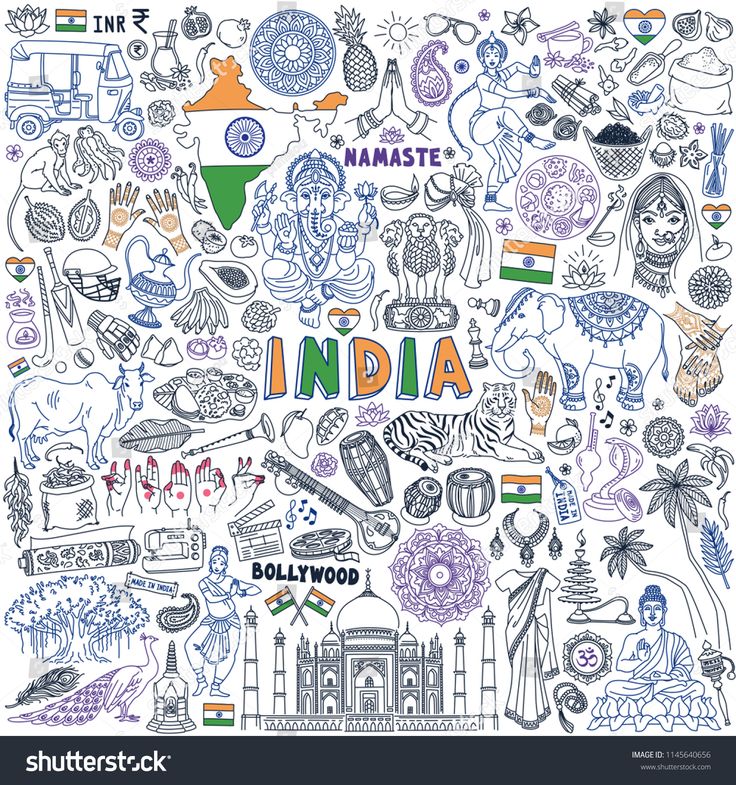 INR ₹
₹
NAMASTE
INDIA
MADE IN INDIA
BOLLYWOOD
MADE IN INDIA
ॐ
shutterstock
IMAGE ID: 1145640656
www.shutterstock.com